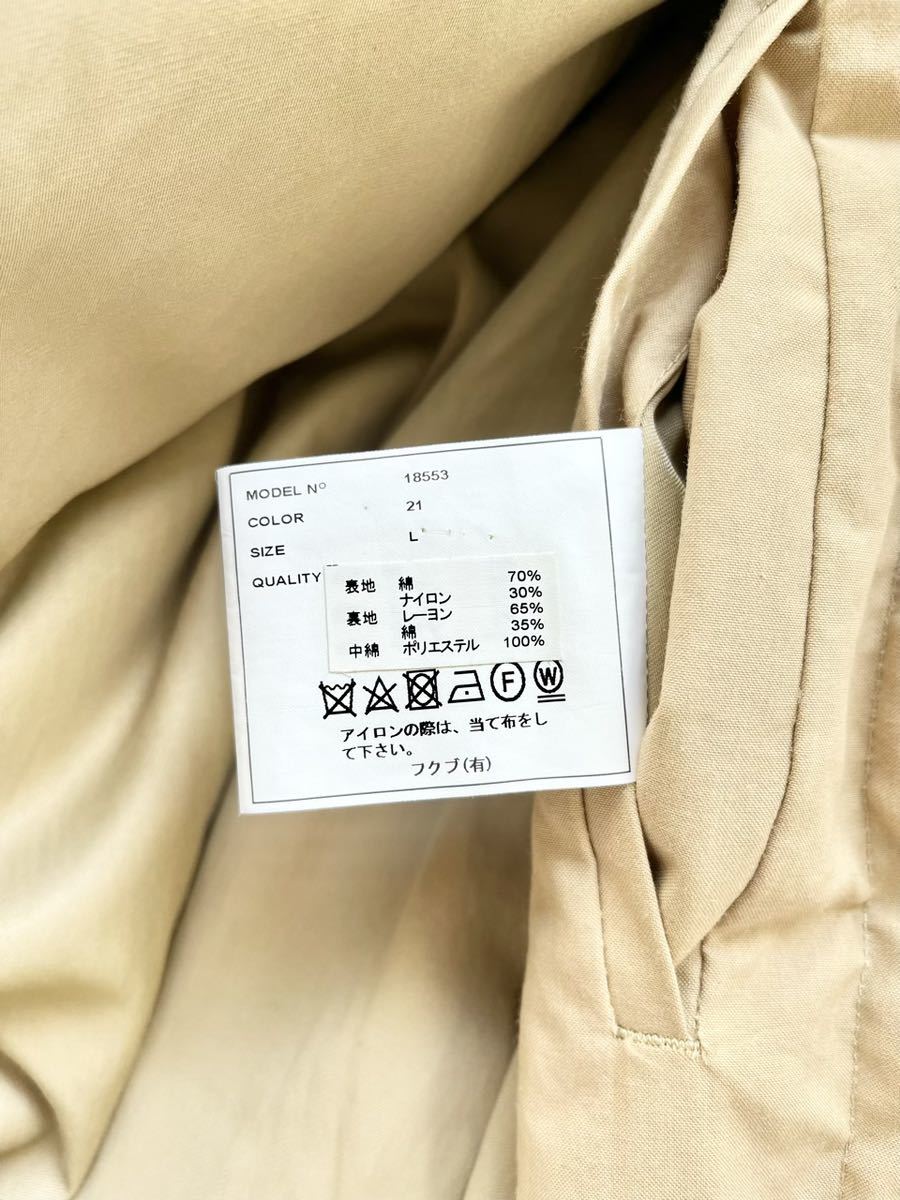 MODEL Nº 18553
COLOR 21
SIZE L
QUALITY
表地 綿 70%
ナイロン 30%
裏地 レーヨン 65%
綿 35%
中綿 ポリエステル 100%
F W
アイロンの際は、当て布をし
て下さい。
フクブ(有)